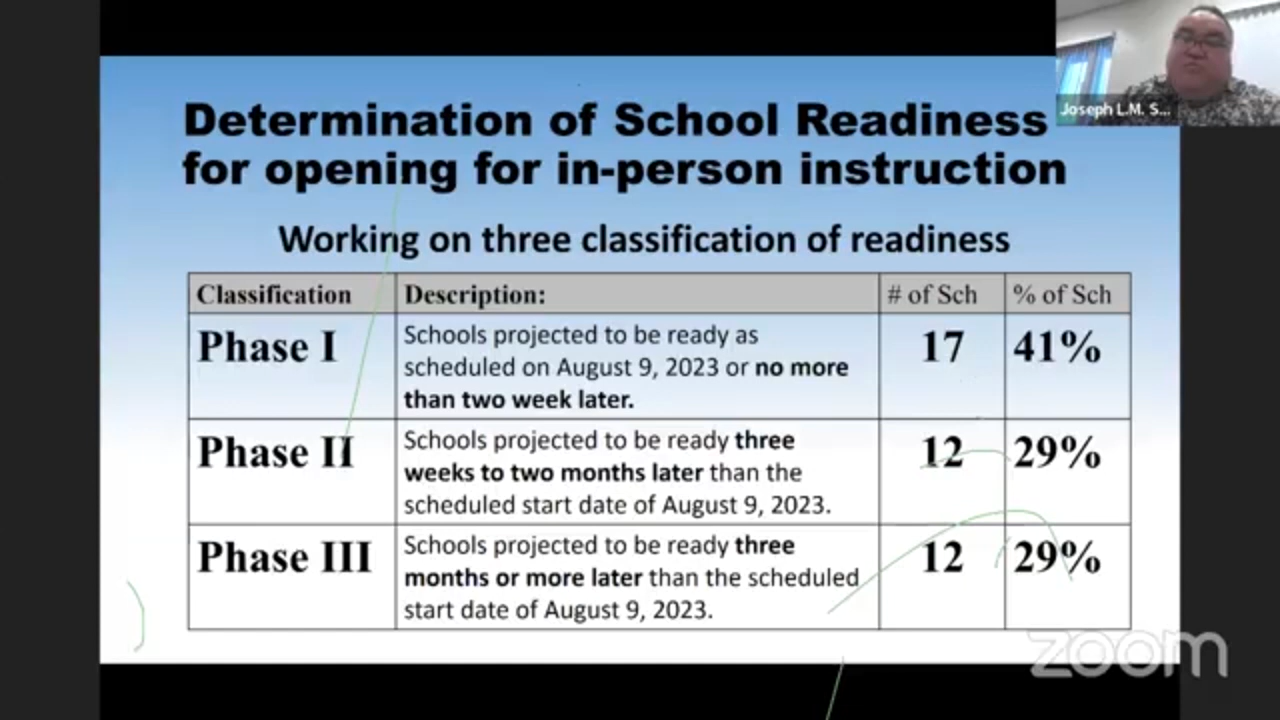 Determination of School Readiness
for opening for in-person instruction
Joseph L.M. S...
Working on three classification of readiness
Classification Description: # of Sch % of Sch
Phase I Schools projected to be ready as scheduled on August 9, 2023 or no more than two week later. 17 41%
Phase II Schools projected to be ready three weeks to two months later than the scheduled start date of August 9, 2023. 12 29%
Phase III Schools projected to be ready three months or more later than the scheduled start date of August 9, 2023. 12 29%
zoom